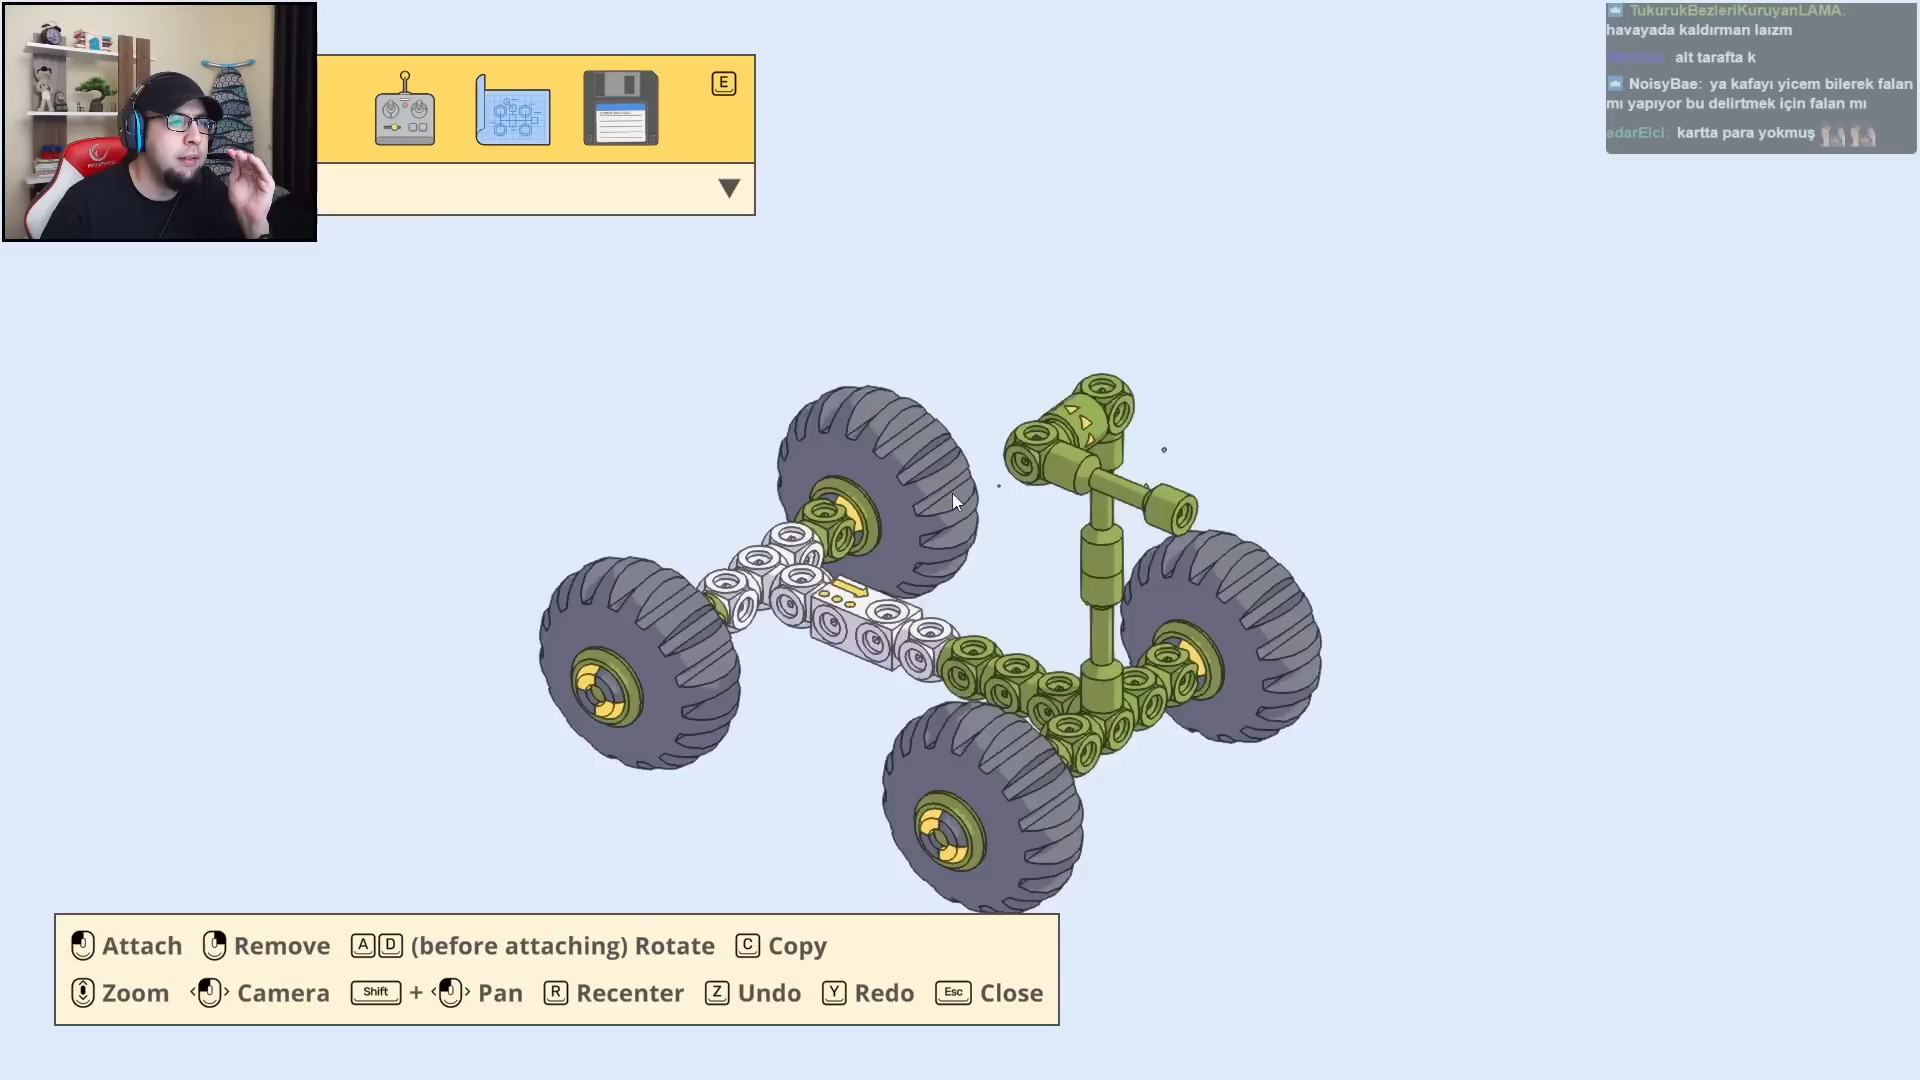 E
TukurukBezleriKuruyanLAMA:
havayada kaldırman laızm
alt tarafta k
NoisyBae: ya kafayı yicem bilerek falan
mı yapıyor bu delirtmek için falan mı
adarElci: kartta para yokmuş
Attach Remove A D (before attaching) Rotate C Copy
Zoom Camera Shift + Pan R Recenter Z Undo Y Redo Esc Close